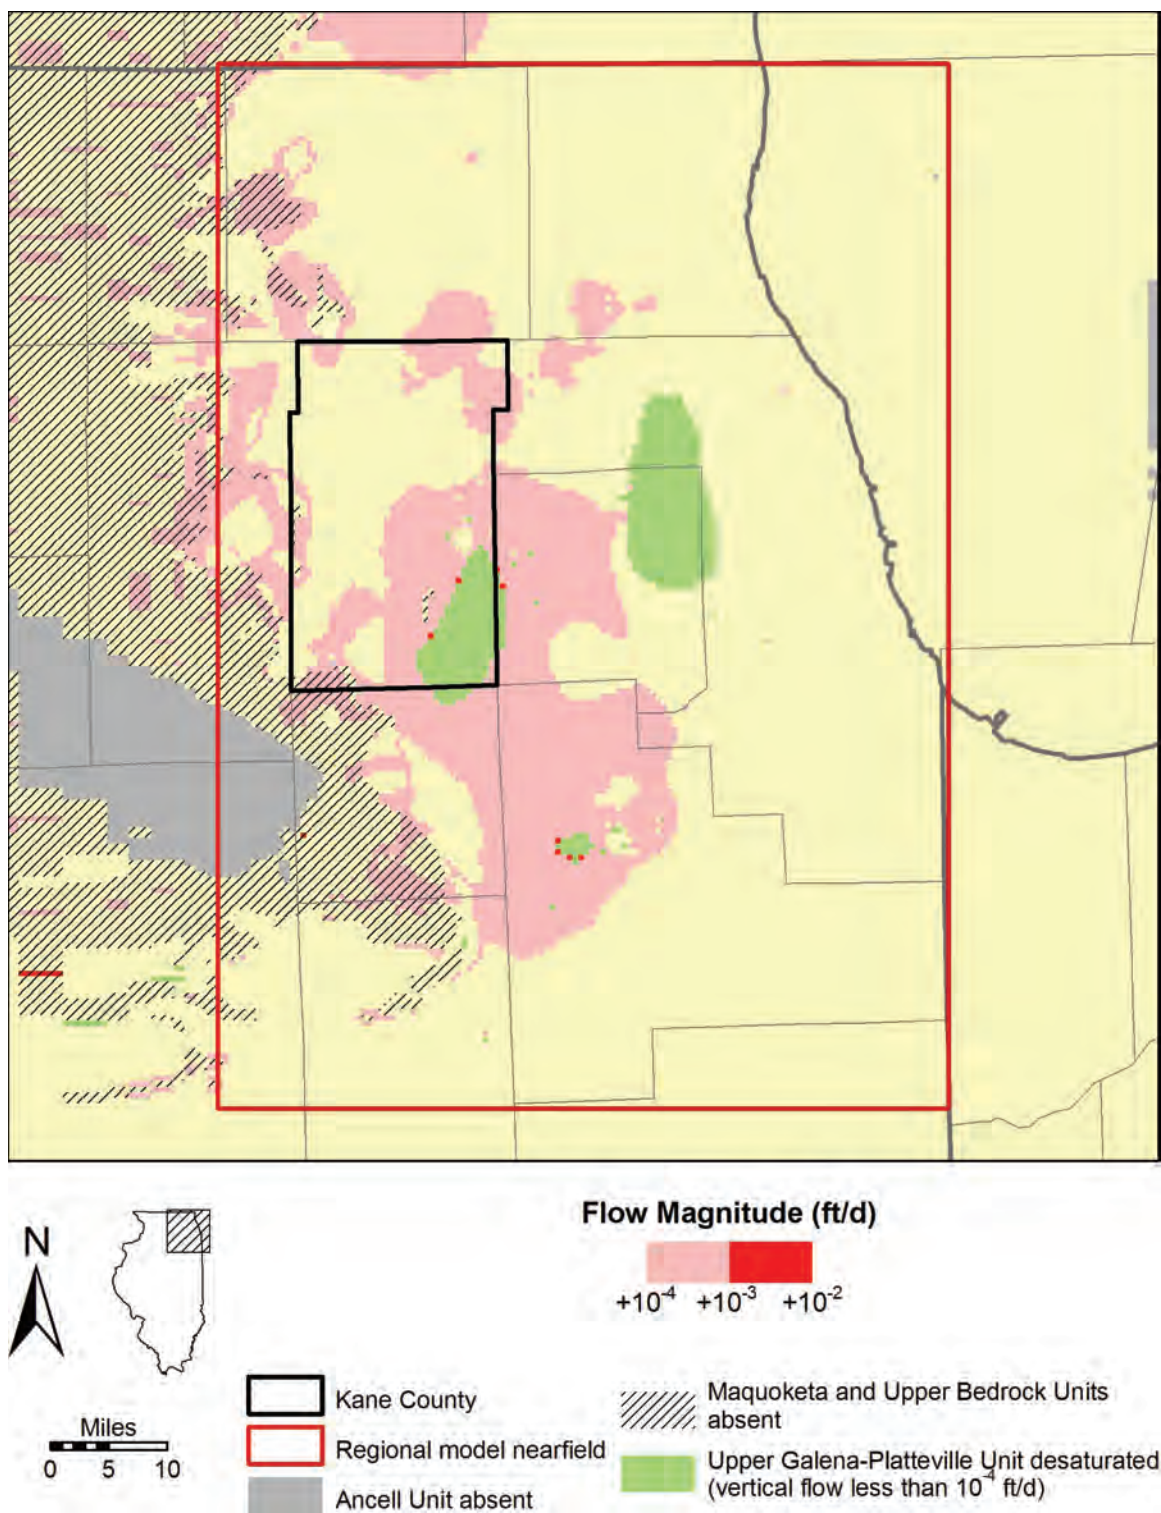 Flow Magnitude (ft/d)
+10⁻⁴ +10⁻³ +10⁻²
N
Miles
0 5 10
Kane County
Regional model nearfield
Ancell Unit absent
Maquoketa and Upper Bedrock Units
absent
Upper Galena-Platteville Unit desaturated
(vertical flow less than 10⁻⁴ ft/d)